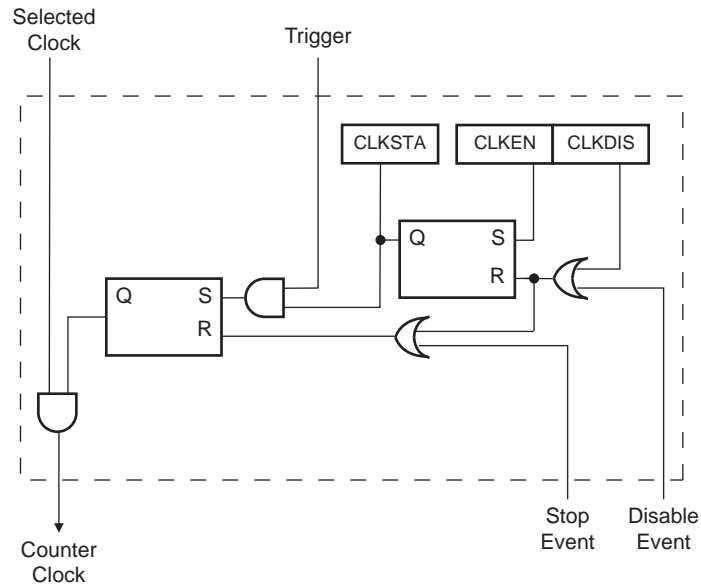 Selected
Clock
Trigger
CLKSTA
CLKEN
CLKDIS
Q
S
R
Q
S
R
Stop
Event
Disable
Event
Counter
Clock